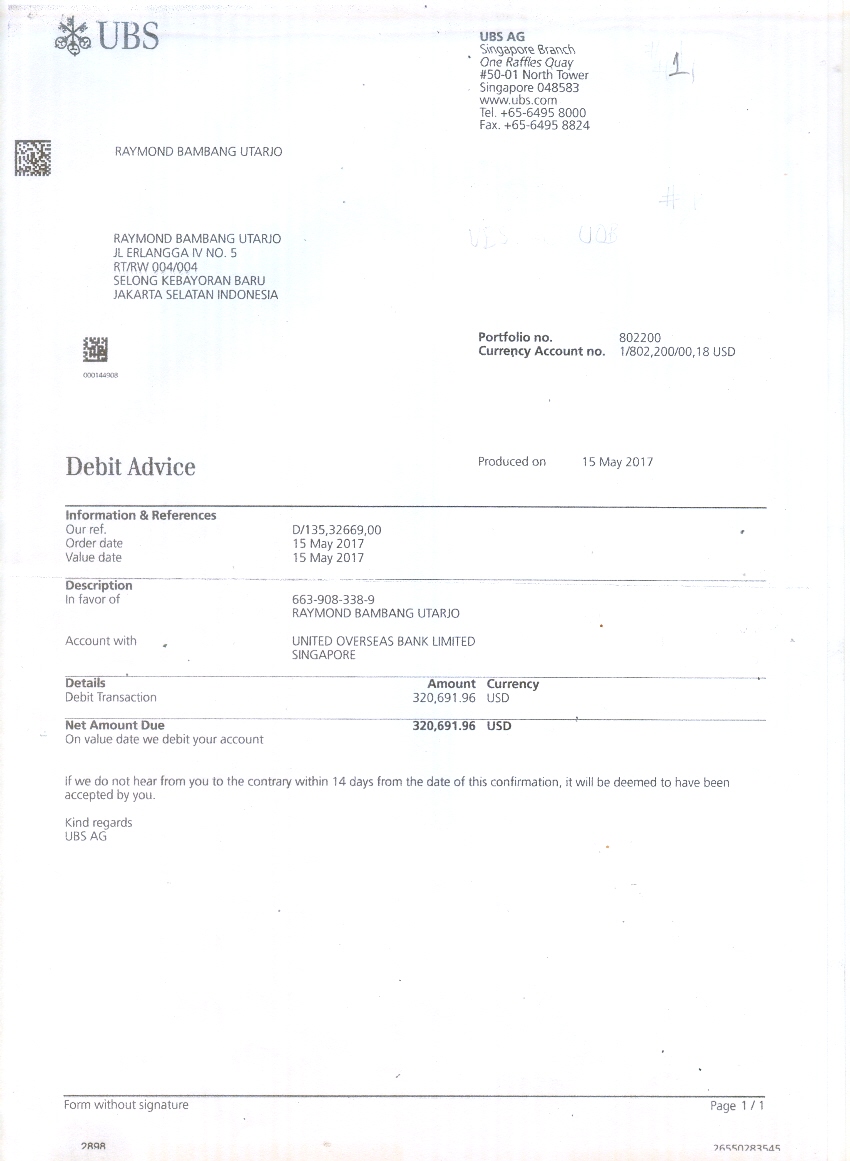 UBS
UBS AG
Singapore Branch
One Raffles Quay
#50-01 North Tower
Singapore 048583
www.ubs.com
Tel. +65-6495 8000
Fax. +65-6495 8824
1
RAYMOND BAMBANG UTARJO
#
UOB
RAYMOND BAMBANG UTARJO
JL ERLANGGA IV NO. 5
RT/RW 004/004
SELONG KEBAYORAN BARU
JAKARTA SELATAN INDONESIA
Portfolio no. 802200
Currency Account no. 1/802,200/00,18 USD
000144908
Debit Advice
Produced on 15 May 2017
Information & References
Our ref. D/135,32669,00
Order date 15 May 2017
Value date 15 May 2017
Description
In favor of 663-908-338-9
RAYMOND BAMBANG UTARJO
Account with UNITED OVERSEAS BANK LIMITED
SINGAPORE
Details Amount Currency
Debit Transaction 320,691.96 USD
Net Amount Due 320,691.96 USD
On value date we debit your account
If we do not hear from you to the contrary within 14 days from the date of this confirmation, it will be deemed to have been
accepted by you.
Kind regards
UBS AG
Form without signature Page 1 / 1
2898 26550283545